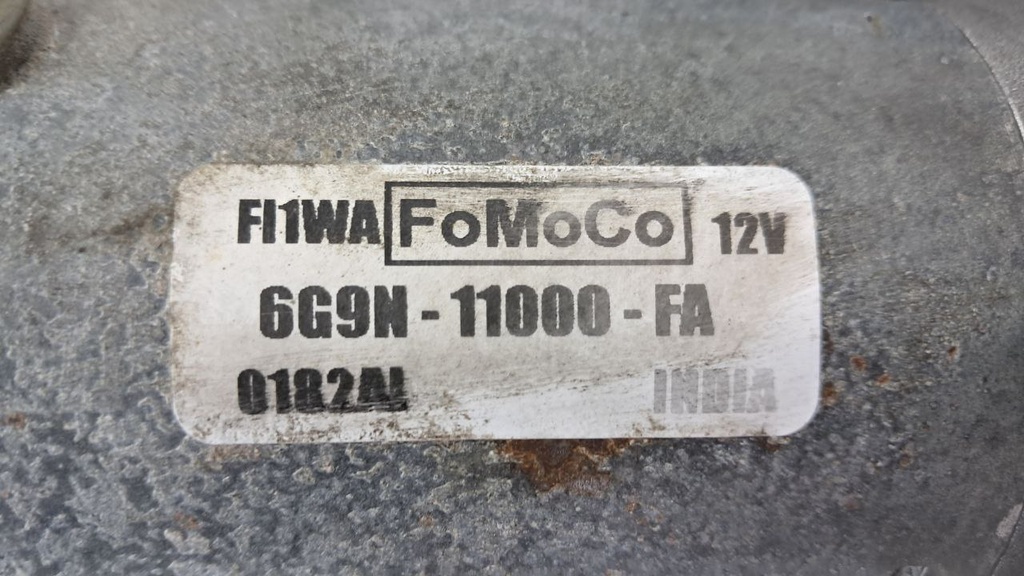 FI1WA FoMoCo 12V
6G9N - 11000 - FA
0182AL INDIA